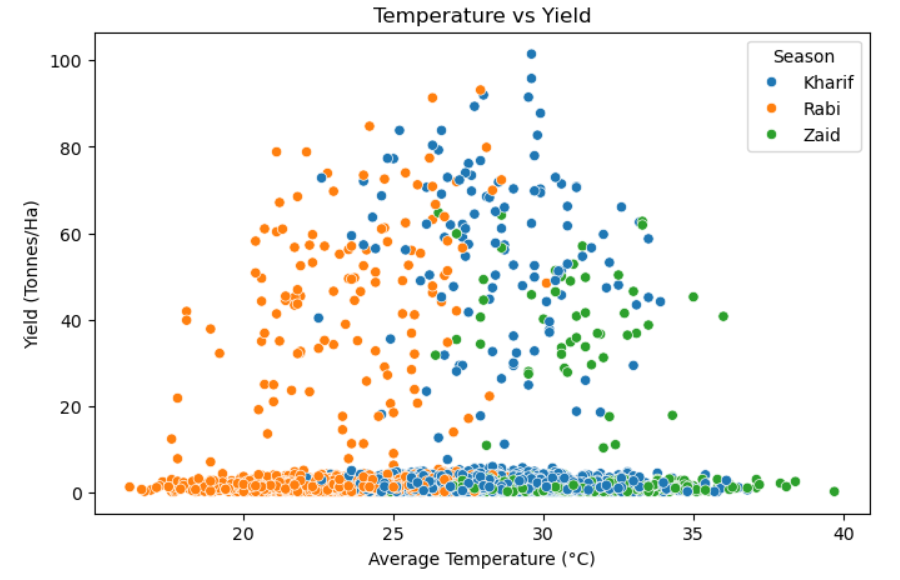 Temperature vs Yield
Yield (Tonnes/Ha)
100
80
60
40
20
0
Season
Kharif
Rabi
Zaid
20
25
30
35
40
Average Temperature (°C)